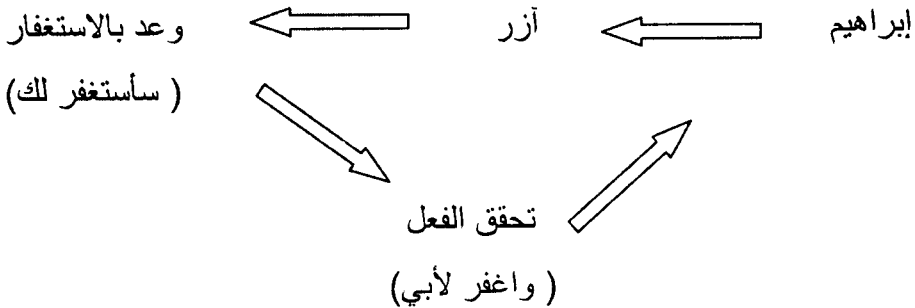 إبراهيم آزر وعد بالاستغفار
( سأستغفر لك)
تحقق الفعل
( واغفر لأبي)